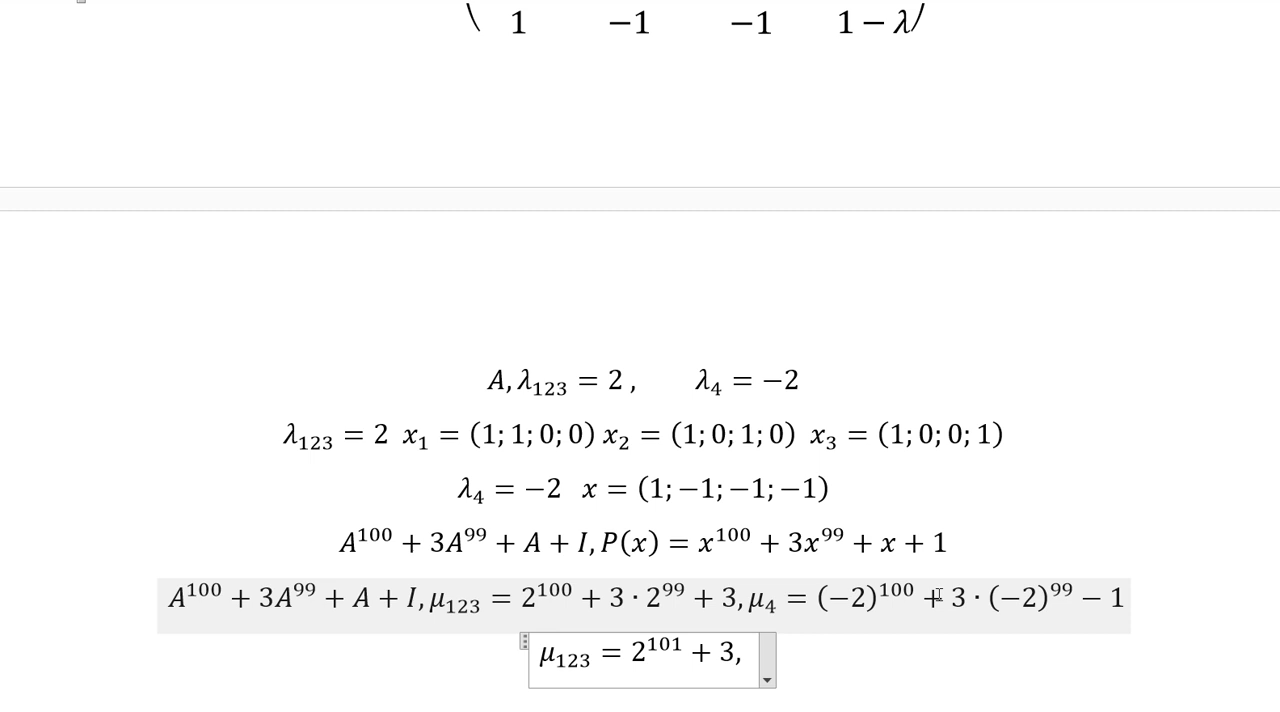 1 −1 −1 1 − λ
A, λ₁₂₃ = 2 , λ₄ = −2
λ₁₂₃ = 2 x₁ = (1; 1; 0; 0) x₂ = (1; 0; 1; 0) x₃ = (1; 0; 0; 1)
λ₄ = −2 x = (1; −1; −1; −1)
A¹⁰⁰ + 3A⁹⁹ + A + I, P(x) = x¹⁰⁰ + 3x⁹⁹ + x + 1
A¹⁰⁰ + 3A⁹⁹ + A + I, μ₁₂₃ = 2¹⁰⁰ + 3 · 2⁹⁹ + 3, μ₄ = (−2)¹⁰⁰ + 3 · (−2)⁹⁹ − 1
μ₁₂₃ = 2¹⁰¹ + 3,